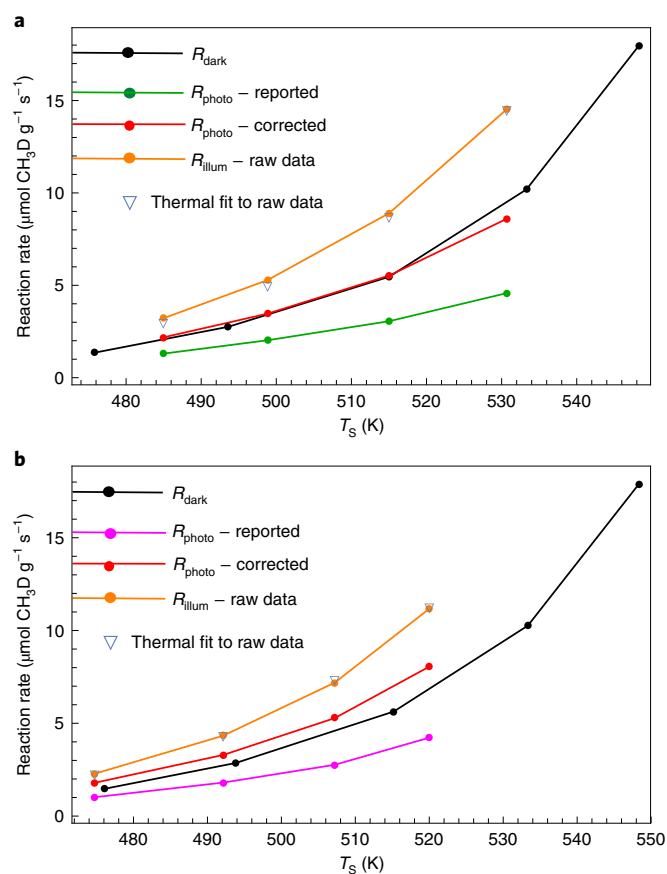 a
R_dark
R_photo – reported
R_photo – corrected
R_illum – raw data
Thermal fit to raw data
Reaction rate (μmol CH₃D g⁻¹ s⁻¹)
15
10
5
0
480 490 500 510 520 530 540
T_S (K)
b
R_dark
R_photo – reported
R_photo – corrected
R_illum – raw data
Thermal fit to raw data
Reaction rate (μmol CH₃D g⁻¹ s⁻¹)
15
10
5
0
480 490 500 510 520 530 540 550
T_S (K)